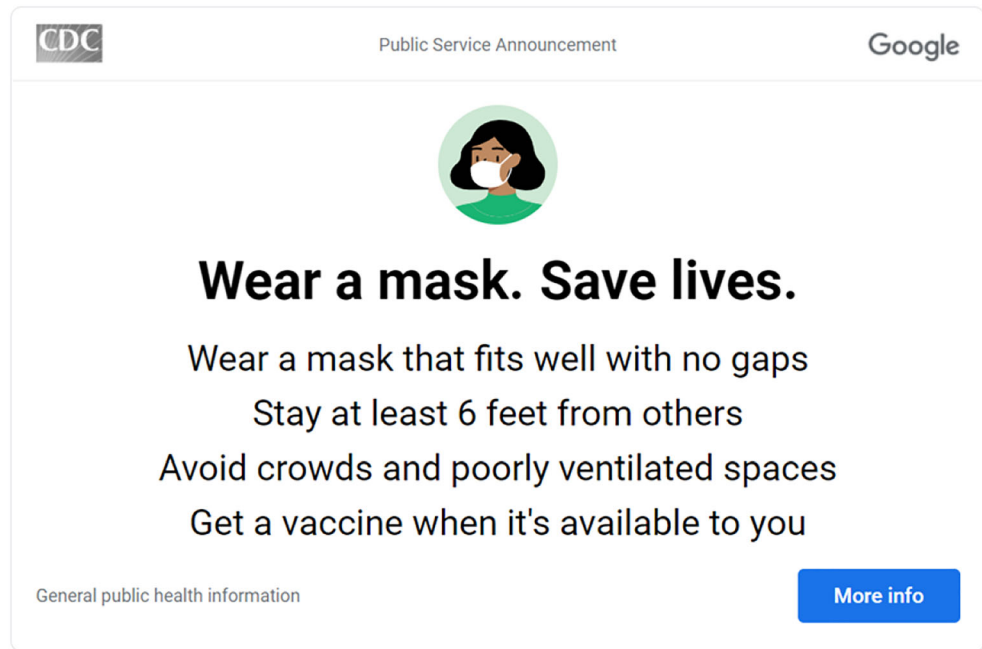 CDC
Public Service Announcement
Google
Wear a mask. Save lives.
Wear a mask that fits well with no gaps
Stay at least 6 feet from others
Avoid crowds and poorly ventilated spaces
Get a vaccine when it's available to you
General public health information
More info